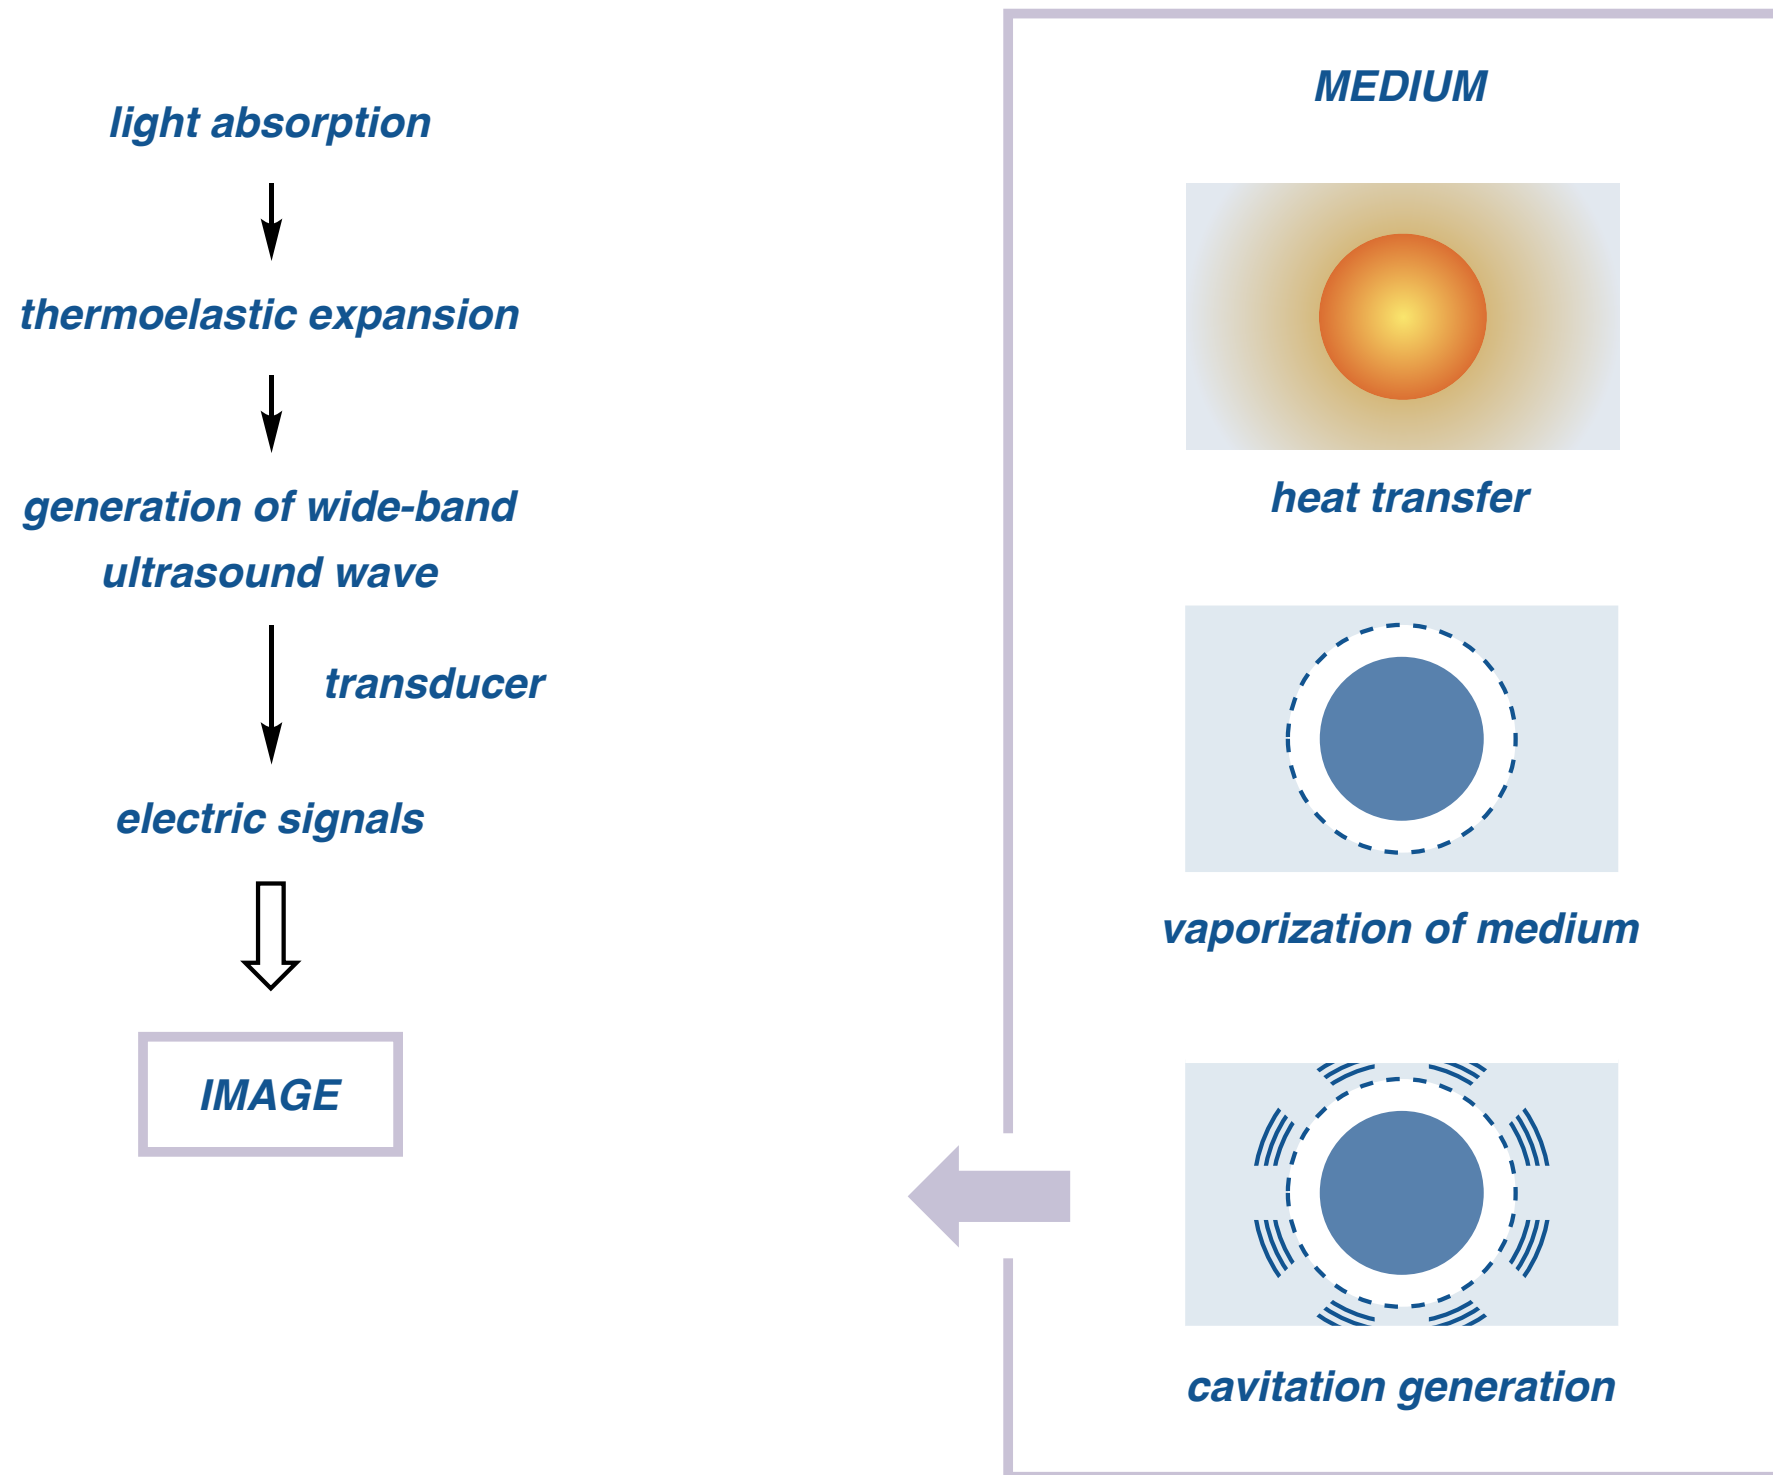 light absorption
thermoelastic expansion
generation of wide-band
ultrasound wave
transducer
electric signals
IMAGE
MEDIUM
heat transfer
vaporization of medium
cavitation generation